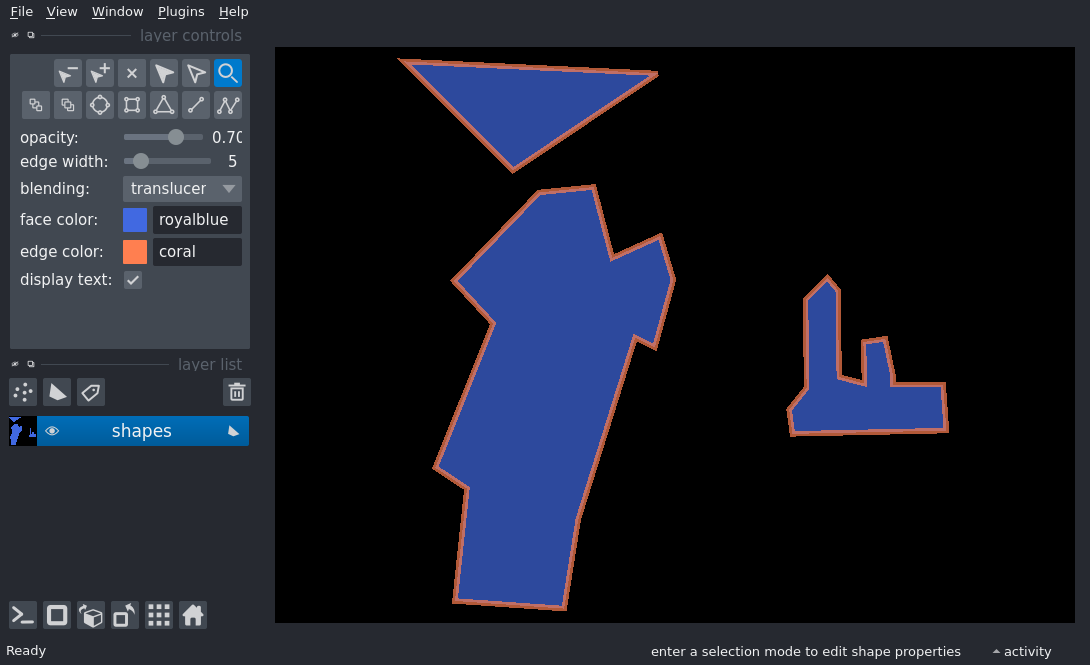 File View Window Plugins Help
layer controls
opacity: 0.70
edge width: 5
blending: translucer
face color: royalblue
edge color: coral
display text:
layer list
shapes
Ready
enter a selection mode to edit shape properties
activity